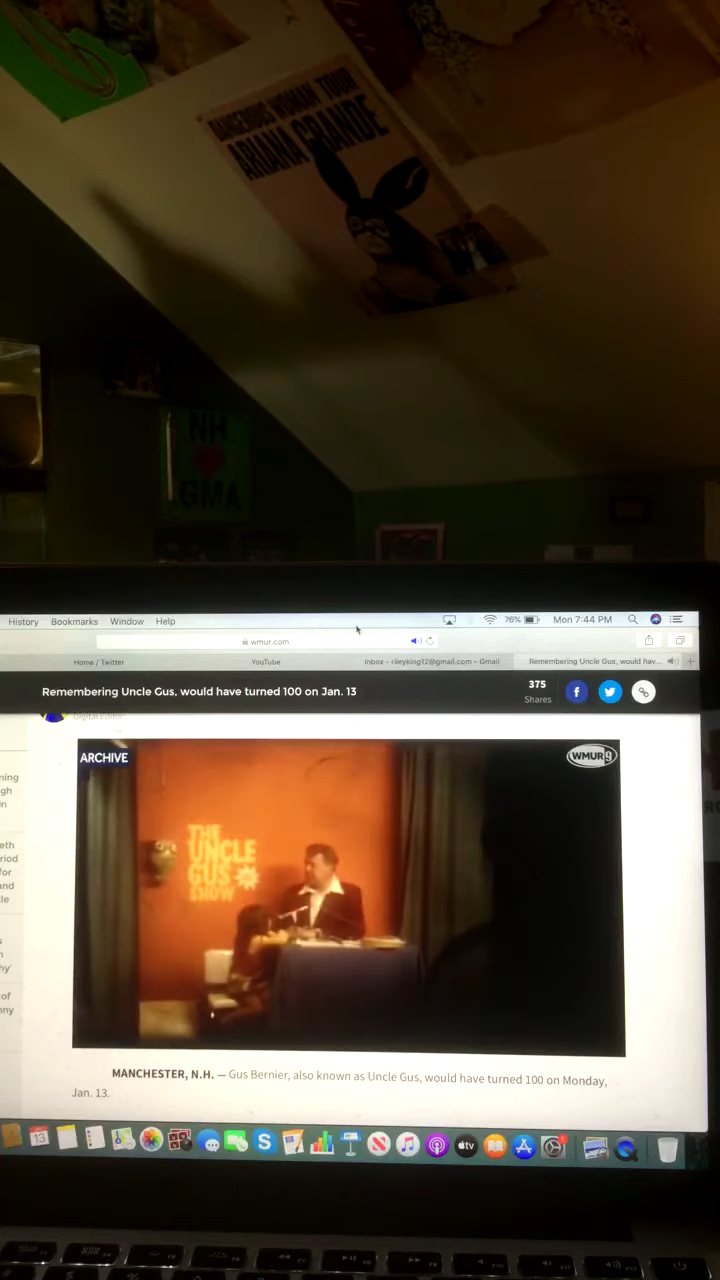 DANGEROUS WOMAN TOUR
ARIANA GRANDE
NH
GMA
History Bookmarks Window Help 76% Mon 7:44 PM
wmur.com
Home / Twitter YouTube Inbox - rileyking12@gmail.com - Gmail Remembering Uncle Gus, would hav...
Remembering Uncle Gus, would have turned 100 on Jan. 13
375
Shares
Digital Editor
ARCHIVE
WMUR 9
THE
UNCLE
GUS
SHOW
MANCHESTER, N.H. — Gus Bernier, also known as Uncle Gus, would have turned 100 on Monday,
Jan. 13.
13
tv